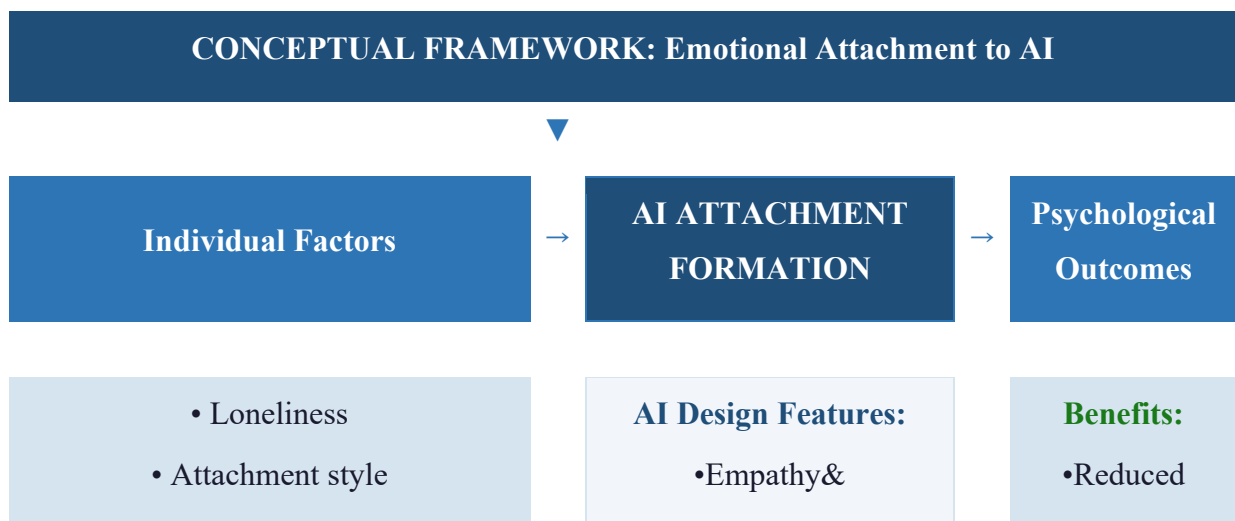 CONCEPTUAL FRAMEWORK: Emotional Attachment to AI
▼
Individual Factors
→
AI ATTACHMENT
FORMATION
→
Psychological
Outcomes
• Loneliness
• Attachment style
AI Design Features:
•Empathy&
Benefits:
•Reduced